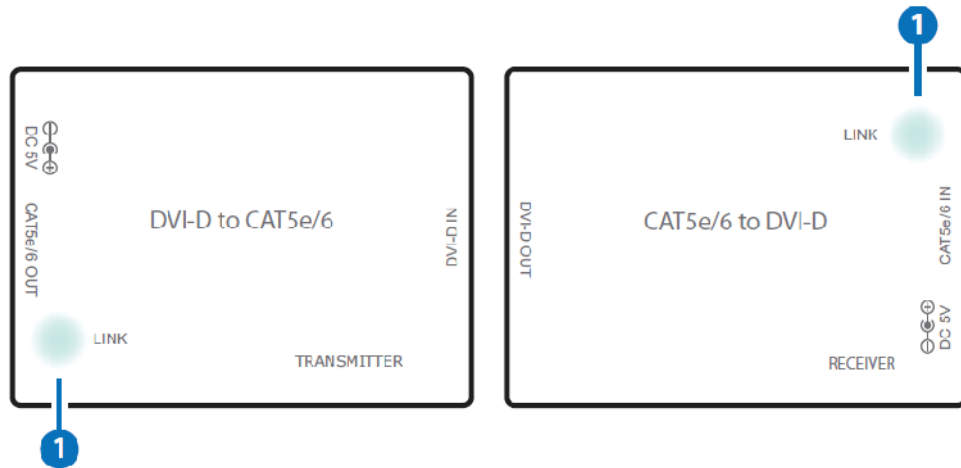 1
DC 5V
CAT5e/6 OUT
DVI-D to CAT5e/6
DVI-D IN
LINK
TRANSMITTER
1
1
LINK
DVI-D OUT
CAT5e/6 to DVI-D
CAT5e/6 IN
DC 5V
RECEIVER